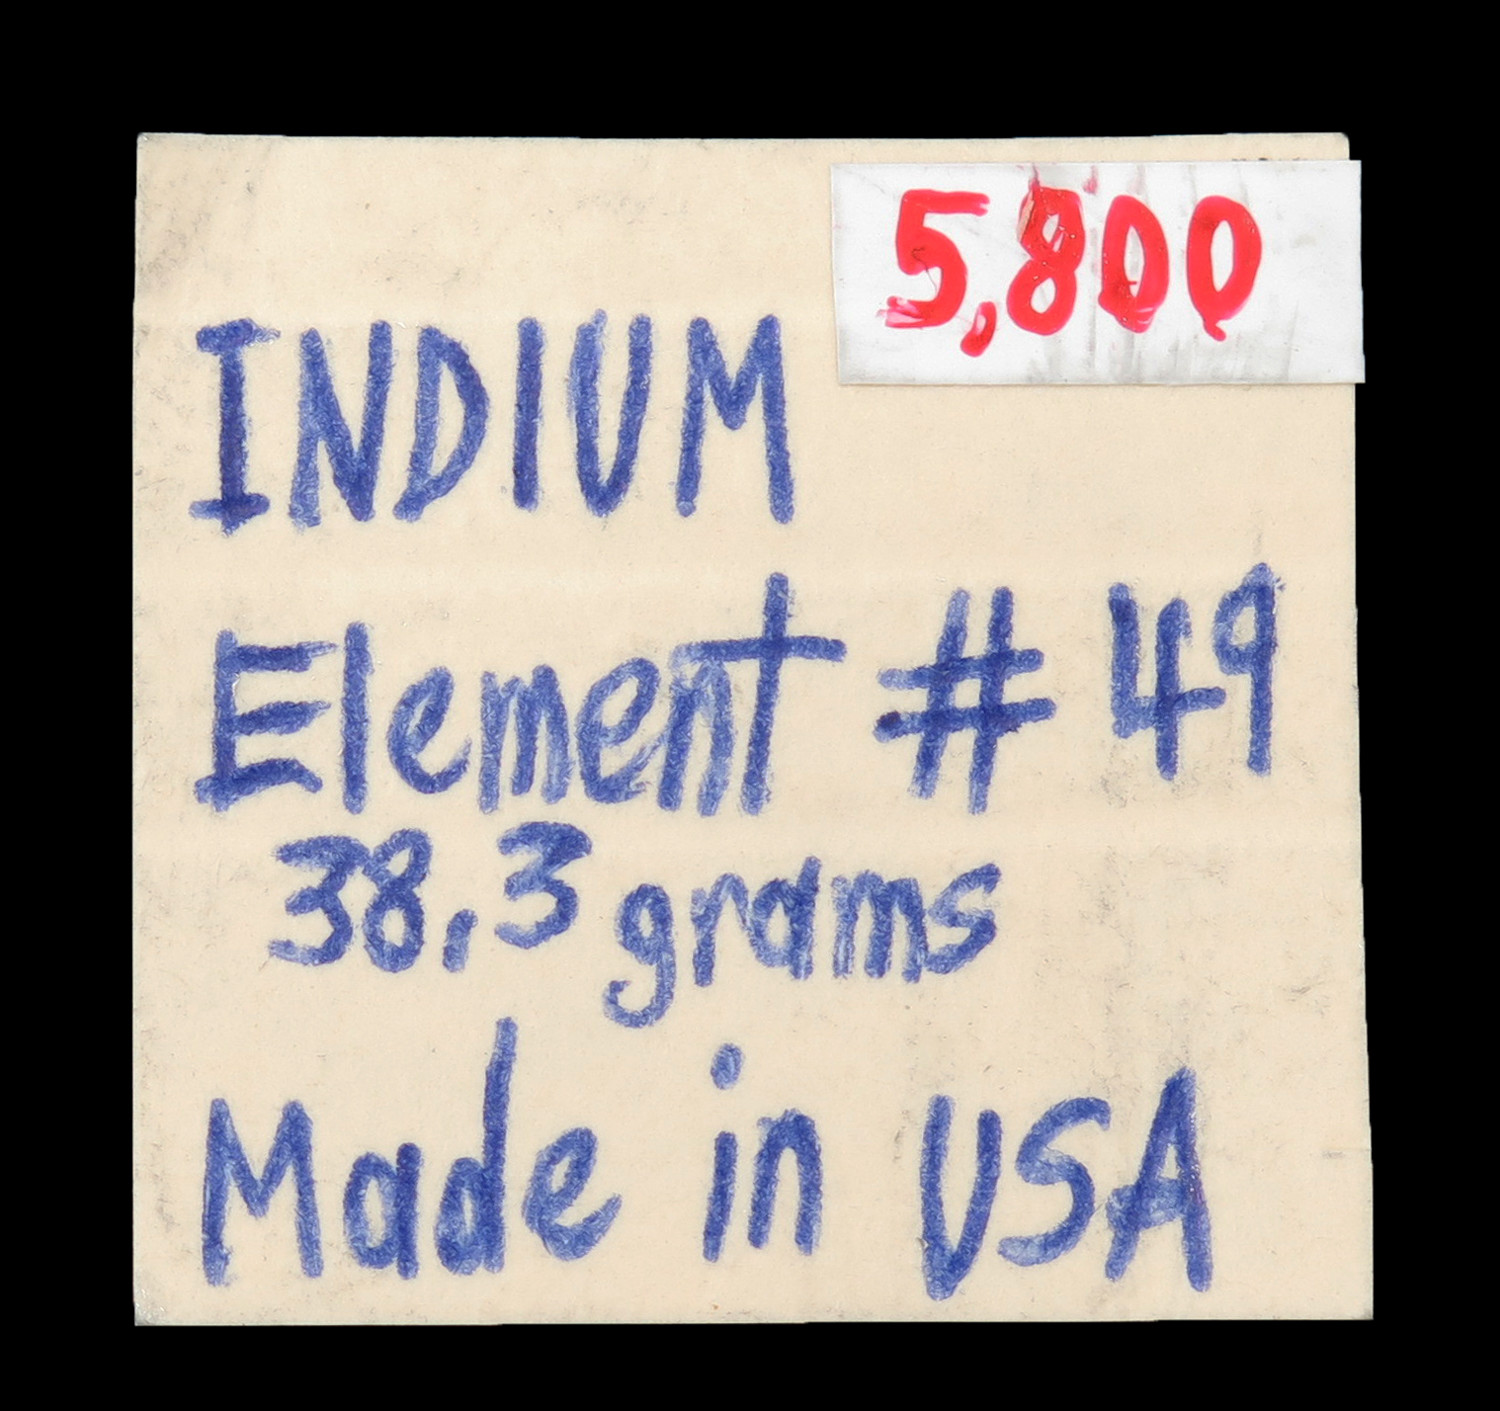 5,800
INDIUM
Element # 49
38,3 grams
Made in USA